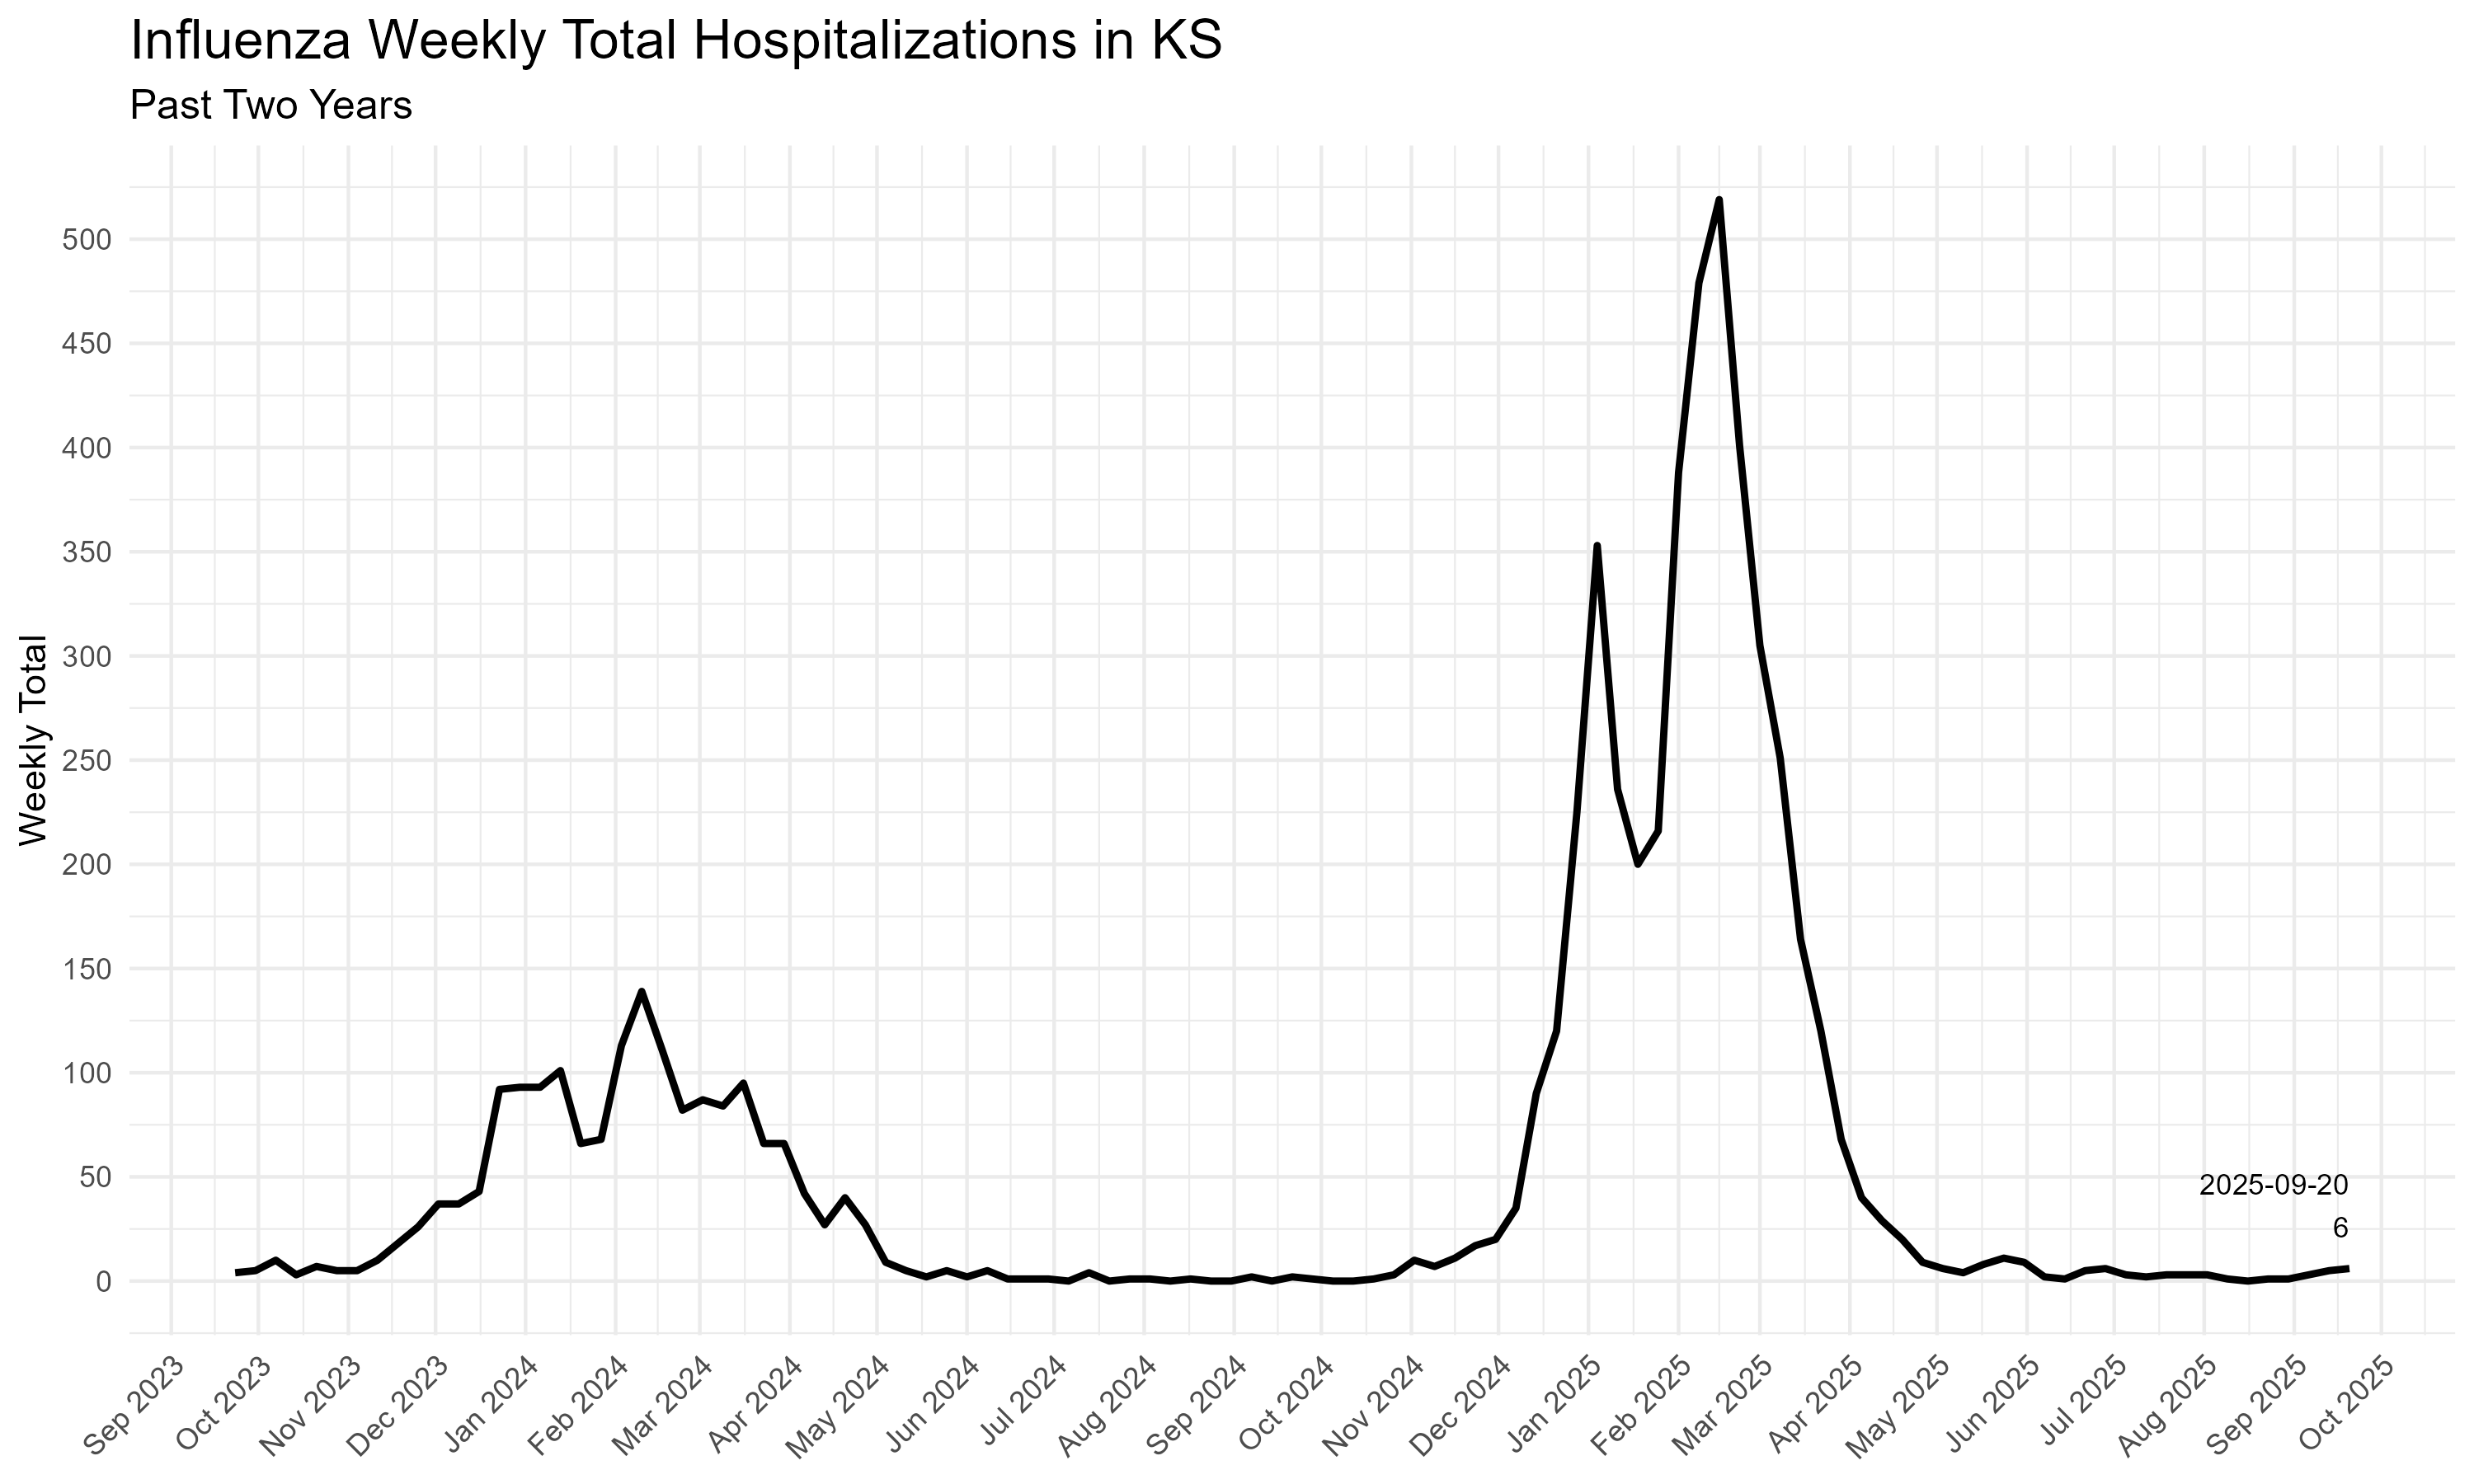 Influenza Weekly Total Hospitalizations in KS
Past Two Years
Weekly Total
500
450
400
350
300
250
200
150
100
50
0
2025-09-20
6
Sep 2023
Oct 2023
Nov 2023
Dec 2023
Jan 2024
Feb 2024
Mar 2024
Apr 2024
May 2024
Jun 2024
Jul 2024
Aug 2024
Sep 2024
Oct 2024
Nov 2024
Dec 2024
Jan 2025
Feb 2025
Mar 2025
Apr 2025
May 2025
Jun 2025
Jul 2025
Aug 2025
Sep 2025
Oct 2025